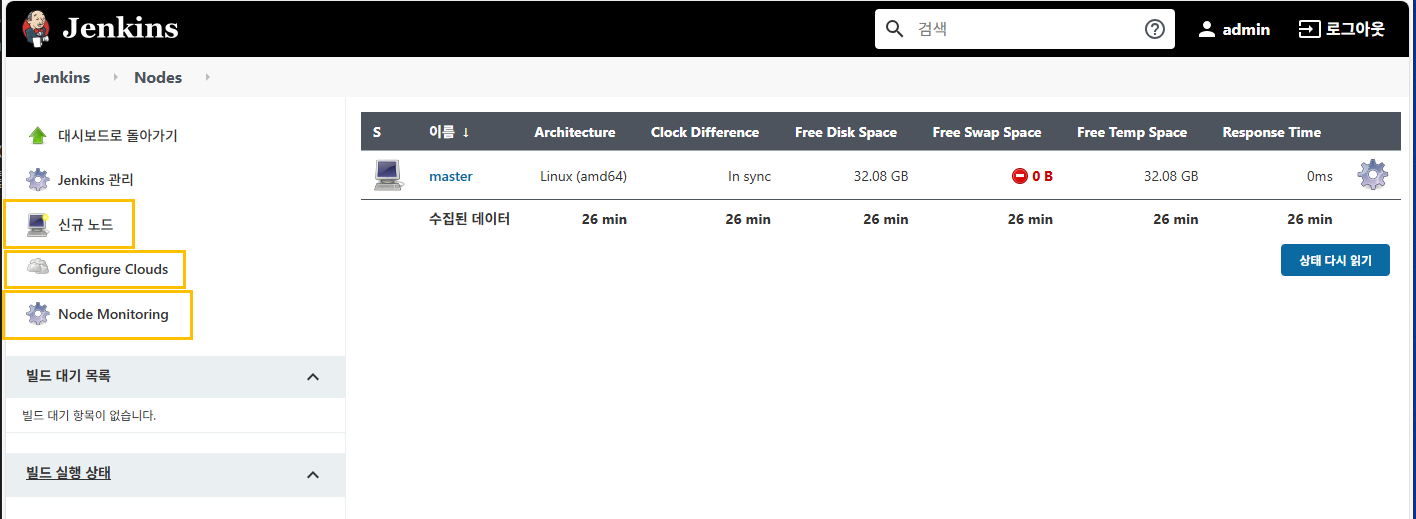 Jenkins
검색
admin
로그아웃
Jenkins
Nodes
대시보드로 돌아가기
Jenkins 관리
신규 노드
Configure Clouds
Node Monitoring
빌드 대기 목록
빌드 대기 항목이 없습니다.
빌드 실행 상태
S 이름 ↓ Architecture Clock Difference Free Disk Space Free Swap Space Free Temp Space Response Time
master Linux (amd64) In sync 32.08 GB 0 B 32.08 GB 0ms
수집된 데이터 26 min 26 min 26 min 26 min 26 min 26 min
상태 다시 읽기